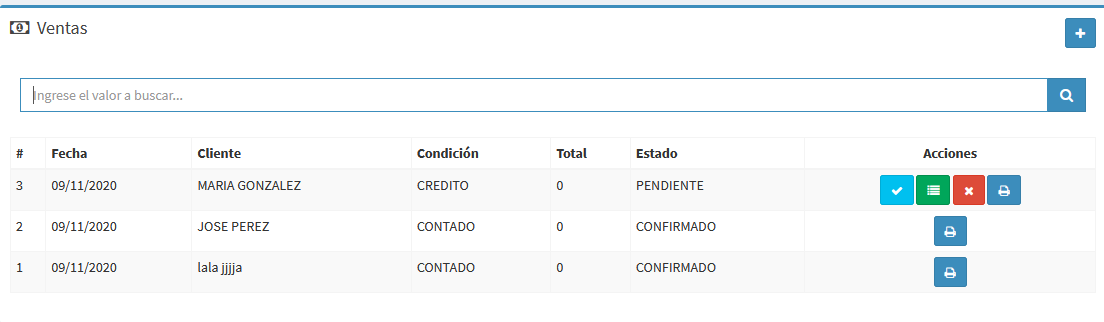 Ventas
Ingrese el valor a buscar...
# Fecha Cliente Condición Total Estado Acciones
3 09/11/2020 MARIA GONZALEZ CREDITO 0 PENDIENTE
2 09/11/2020 JOSE PEREZ CONTADO 0 CONFIRMADO
1 09/11/2020 lala jjjja CONTADO 0 CONFIRMADO